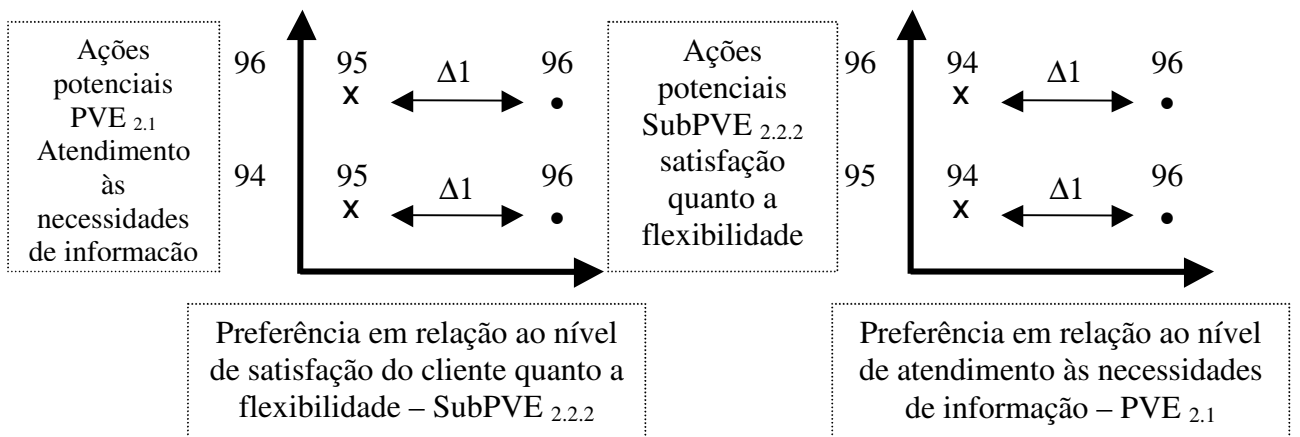 Ações
potenciais
PVE 2.1
Atendimento
às
necessidades
de informacão
96
95
x
Δ1
96
•
94
95
x
Δ1
96
•
Preferência em relação ao nível
de satisfação do cliente quanto a
flexibilidade – SubPVE 2.2.2
Ações
potenciais
SubPVE 2.2.2
satisfação
quanto a
flexibilidade
96
94
x
Δ1
96
•
95
94
x
Δ1
96
•
Preferência em relação ao nível
de atendimento às necessidades
de informação – PVE 2.1